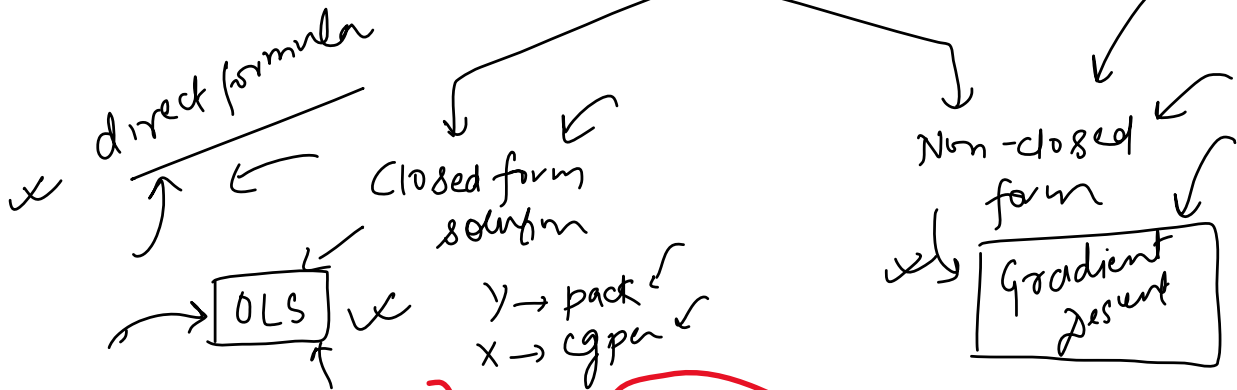 direct formula
Closed form
solution
Non-closed
form
OLS
Y → pack
X → cgpa
Gradient
Descent